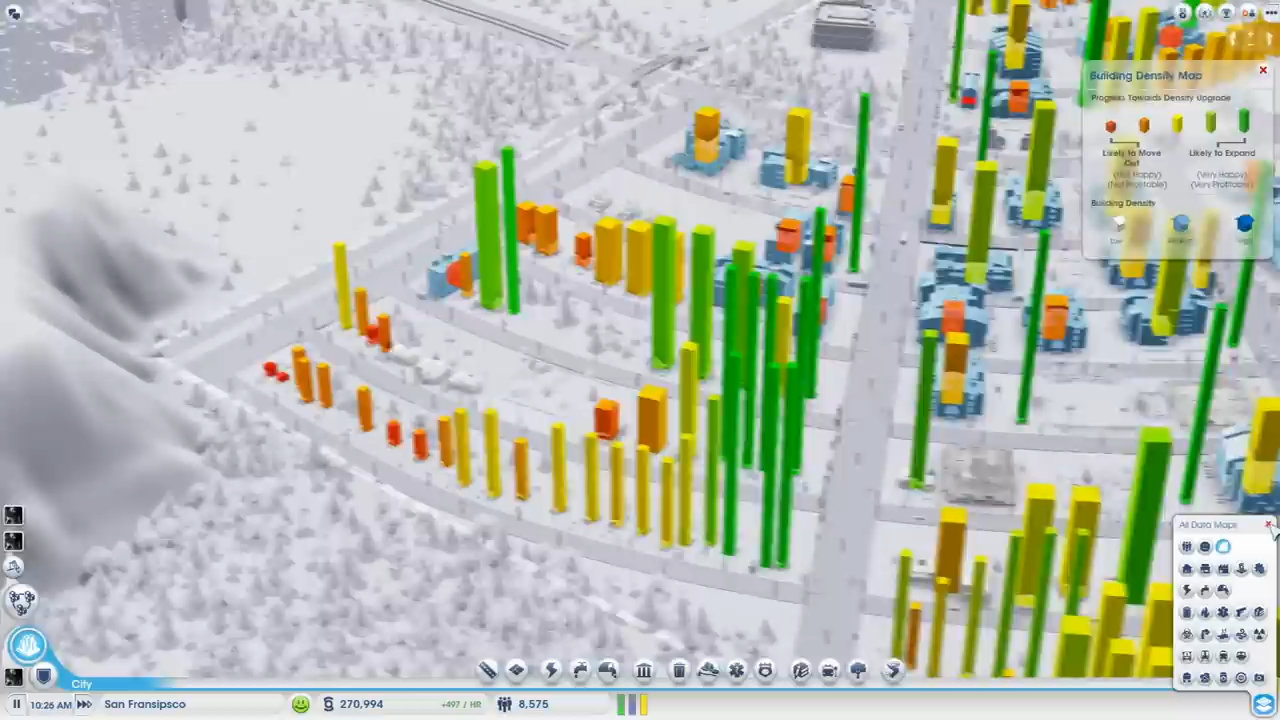 Building Density Map
Progress Towards Density Upgrade
Likely to Move Out
Likely to Expand
(Not Happy)
(Very Happy)
(Not Profitable)
(Very Profitable)
Building Density
Low
High
All Data Maps
City
10:26 AM
San Fransipsco
270,994
+497 / HR
8,575